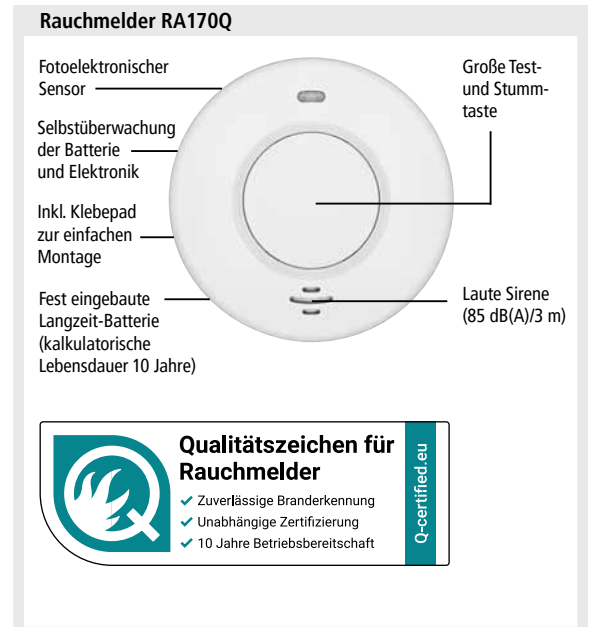 Rauchmelder RA170Q
Fotoelektronischer
Sensor
Selbstüberwachung
der Batterie
und Elektronik
Inkl. Klebepad
zur einfachen
Montage
Fest eingebaute
Langzeit-Batterie
(kalkulatorische
Lebensdauer 10 Jahre)
Große Test-
und Stumm-
taste
Laute Sirene
(85 dB(A)/3 m)
Qualitätszeichen für
Rauchmelder
✓ Zuverlässige Branderkennung
✓ Unabhängige Zertifizierung
✓ 10 Jahre Betriebsbereitschaft
Q-certified.eu